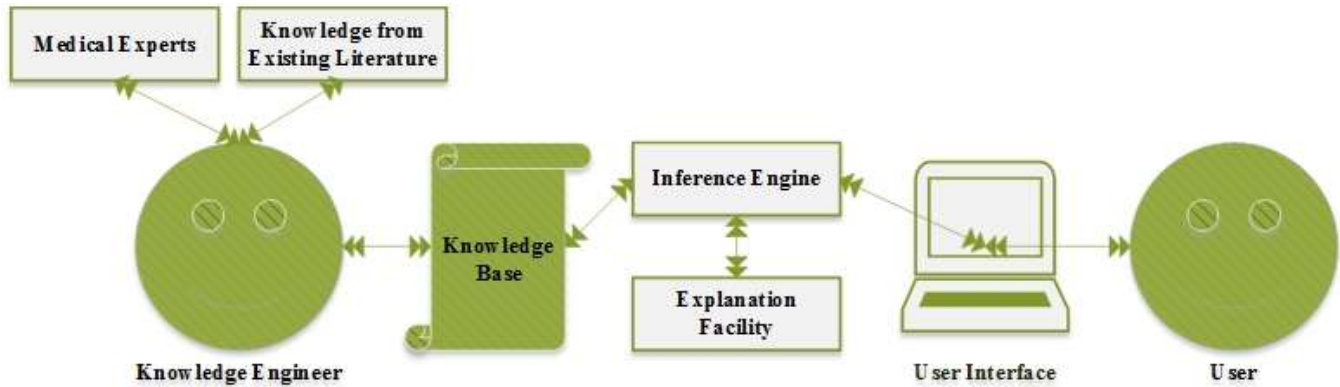 Medical Experts
Knowledge from
Existing Literature
Inference Engine
Knowledge
Base
Explanation
Facility
Knowledge Engineer
User Interface
User